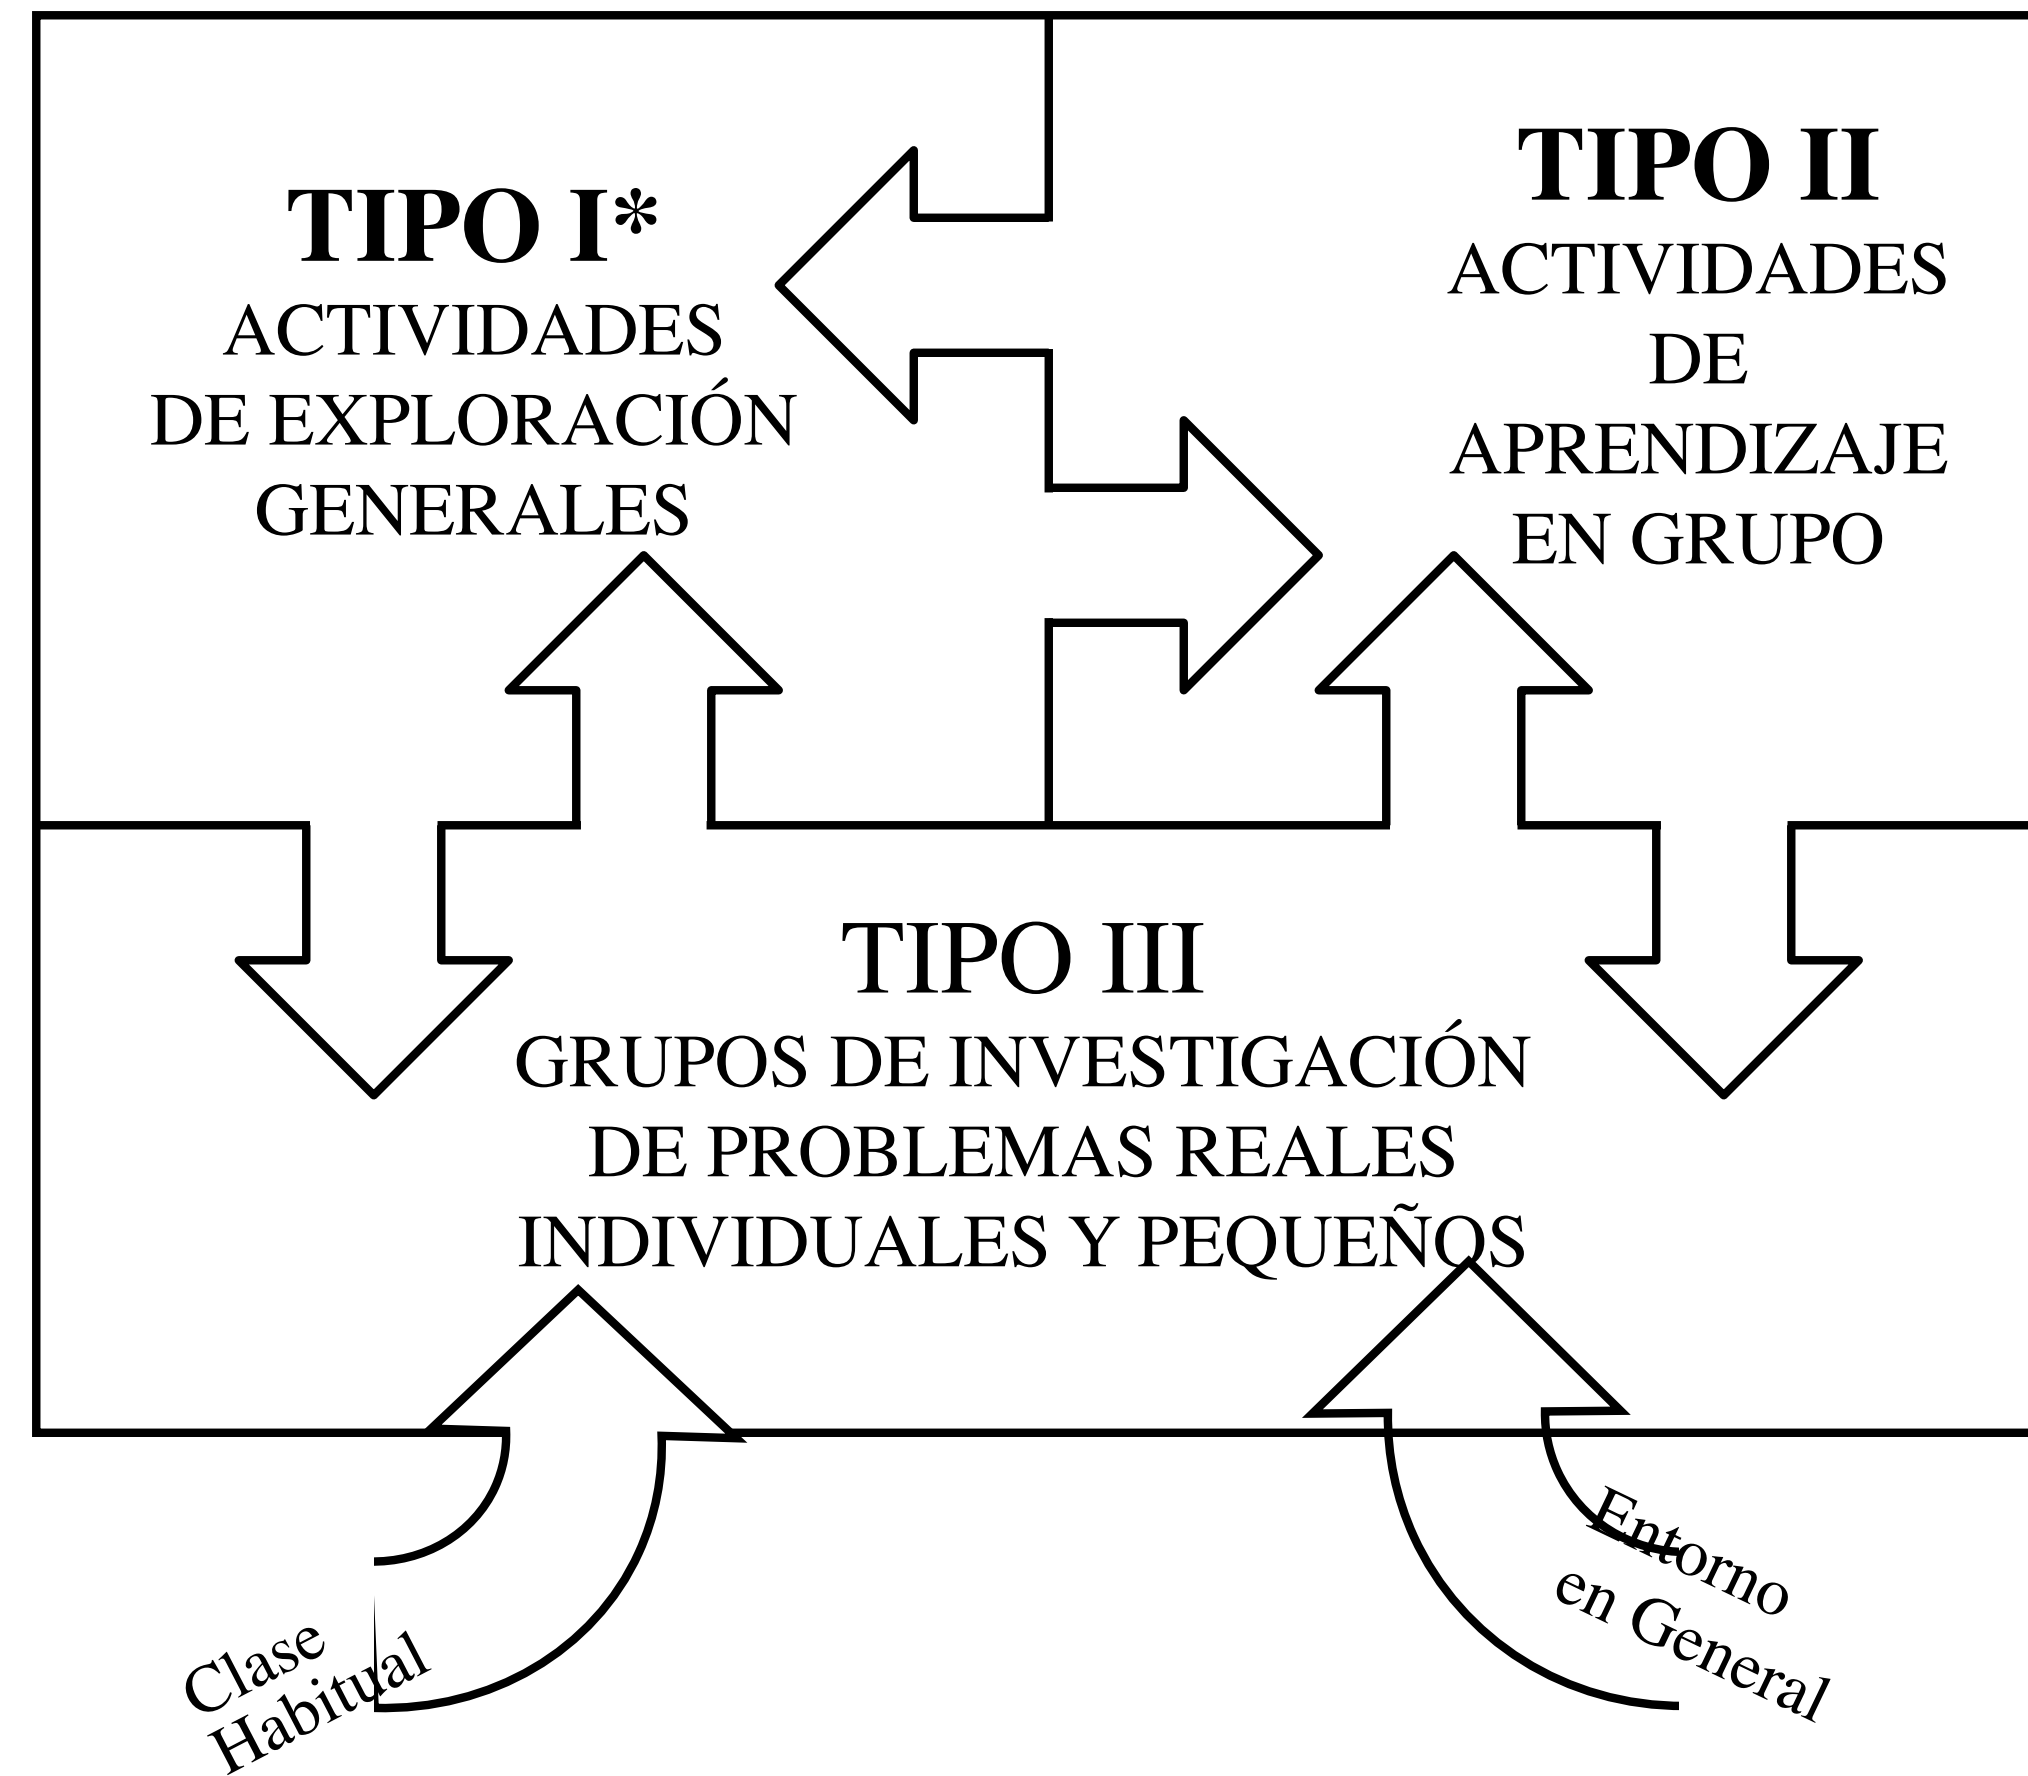 TIPO I*
ACTIVIDADES
DE EXPLORACIÓN
GENERALES
TIPO II
ACTIVIDADES
DE
APRENDIZAJE
EN GRUPO
TIPO III
GRUPOS DE INVESTIGACIÓN
DE PROBLEMAS REALES
INDIVIDUALES Y PEQUEÑOS
Clase
Habitual
Entorno
en General